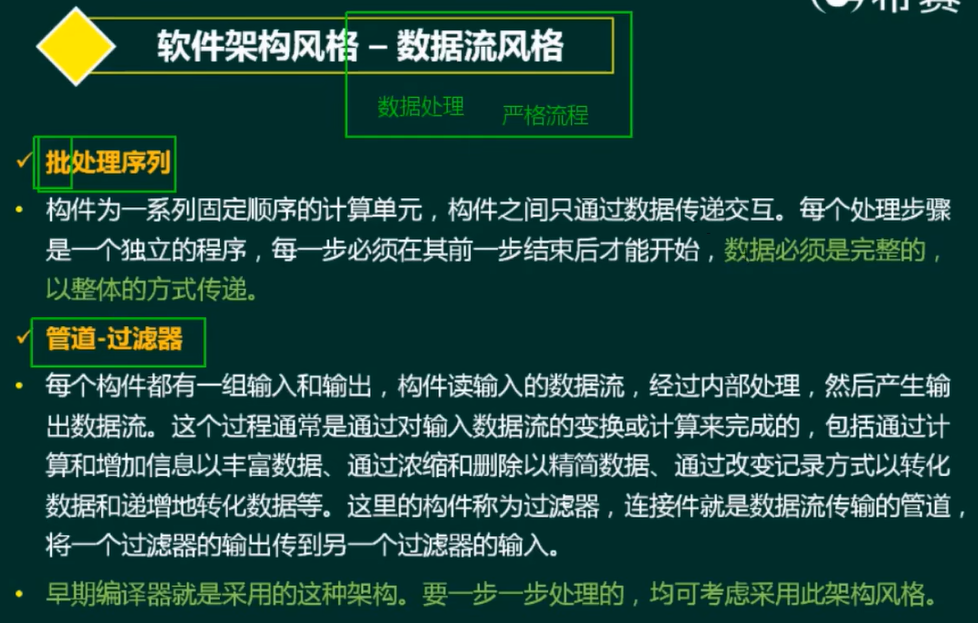 软件架构风格 – 数据流风格
数据处理 严格流程
✓ 批处理序列
• 构件为一系列固定顺序的计算单元，构件之间只通过数据传递交互。每个处理步骤
是一个独立的程序，每一步必须在其前一步结束后才能开始，数据必须是完整的，
以整体的方式传递。
✓ 管道-过滤器
• 每个构件都有一组输入和输出，构件读输入的数据流，经过内部处理，然后产生输
出数据流。这个过程通常是通过对输入数据流的变换或计算来完成的，包括通过计
算和增加信息以丰富数据、通过浓缩和删除以精简数据、通过改变记录方式以转化
数据和递增地转化数据等。这里的构件称为过滤器，连接件就是数据流传输的管道，
将一个过滤器的输出传到另一个过滤器的输入。
• 早期编译器就是采用的这种架构。要一步一步处理的，均可考虑采用此架构风格。